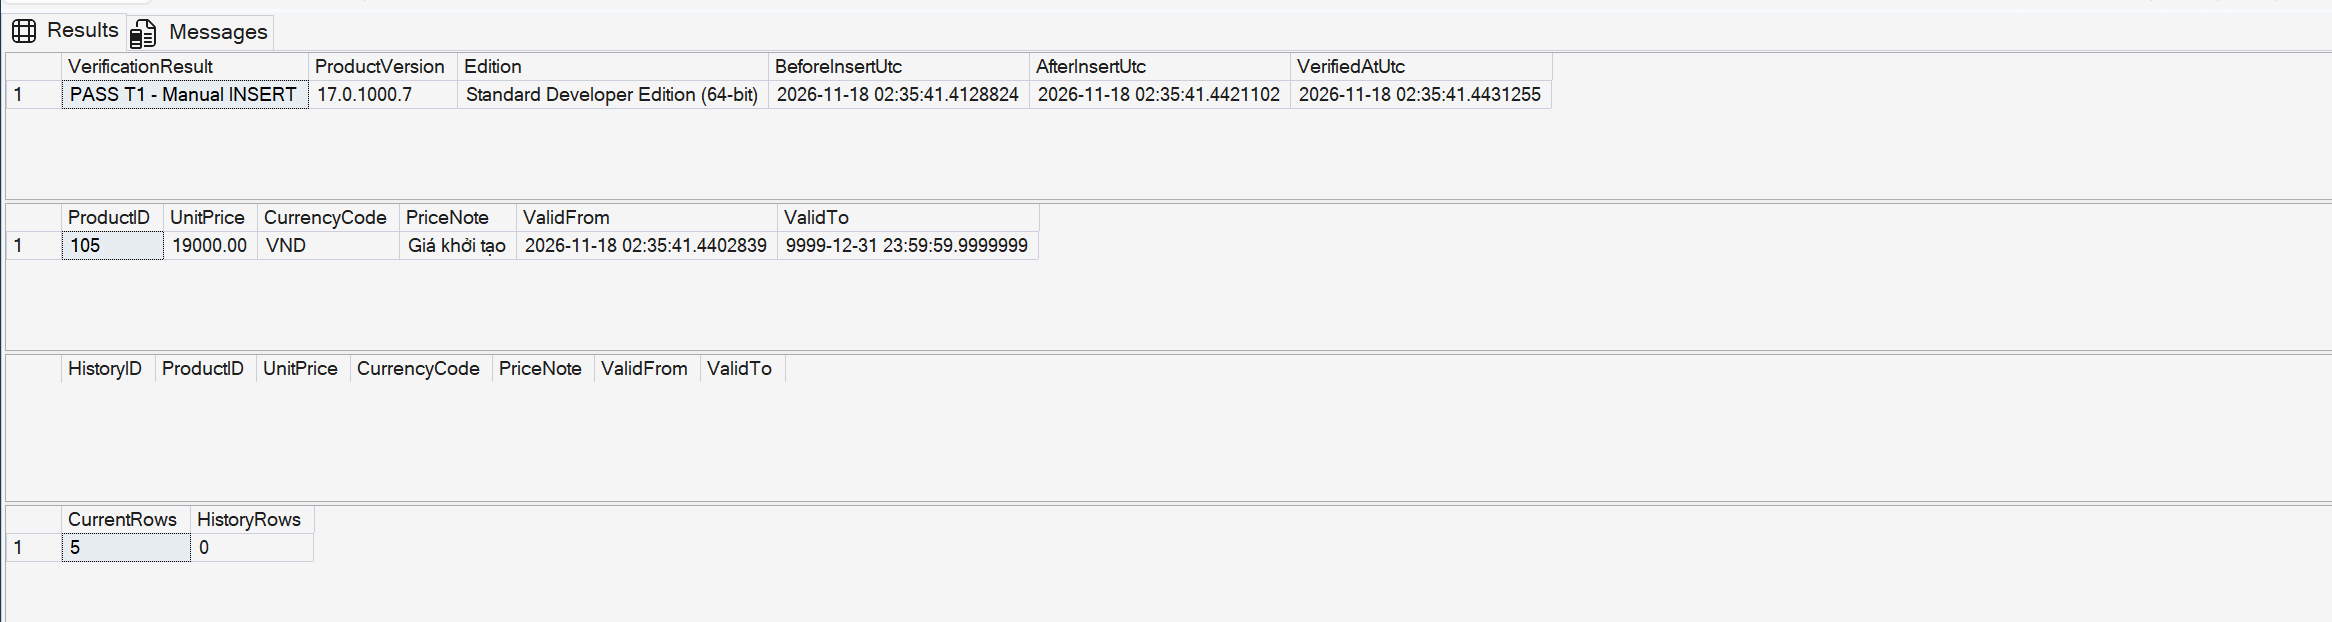 Results Messages
VerificationResult ProductVersion Edition BeforeInsertUtc AfterInsertUtc VerifiedAtUtc
1 PASS T1 - Manual INSERT 17.0.1000.7 Standard Developer Edition (64-bit) 2026-11-18 02:35:41.4128824 2026-11-18 02:35:41.4421102 2026-11-18 02:35:41.4431255
ProductID UnitPrice CurrencyCode PriceNote ValidFrom ValidTo
1 105 19000.00 VND Giá khởi tạo 2026-11-18 02:35:41.4402839 9999-12-31 23:59:59.9999999
HistoryID ProductID UnitPrice CurrencyCode PriceNote ValidFrom ValidTo
CurrentRows HistoryRows
1 5 0